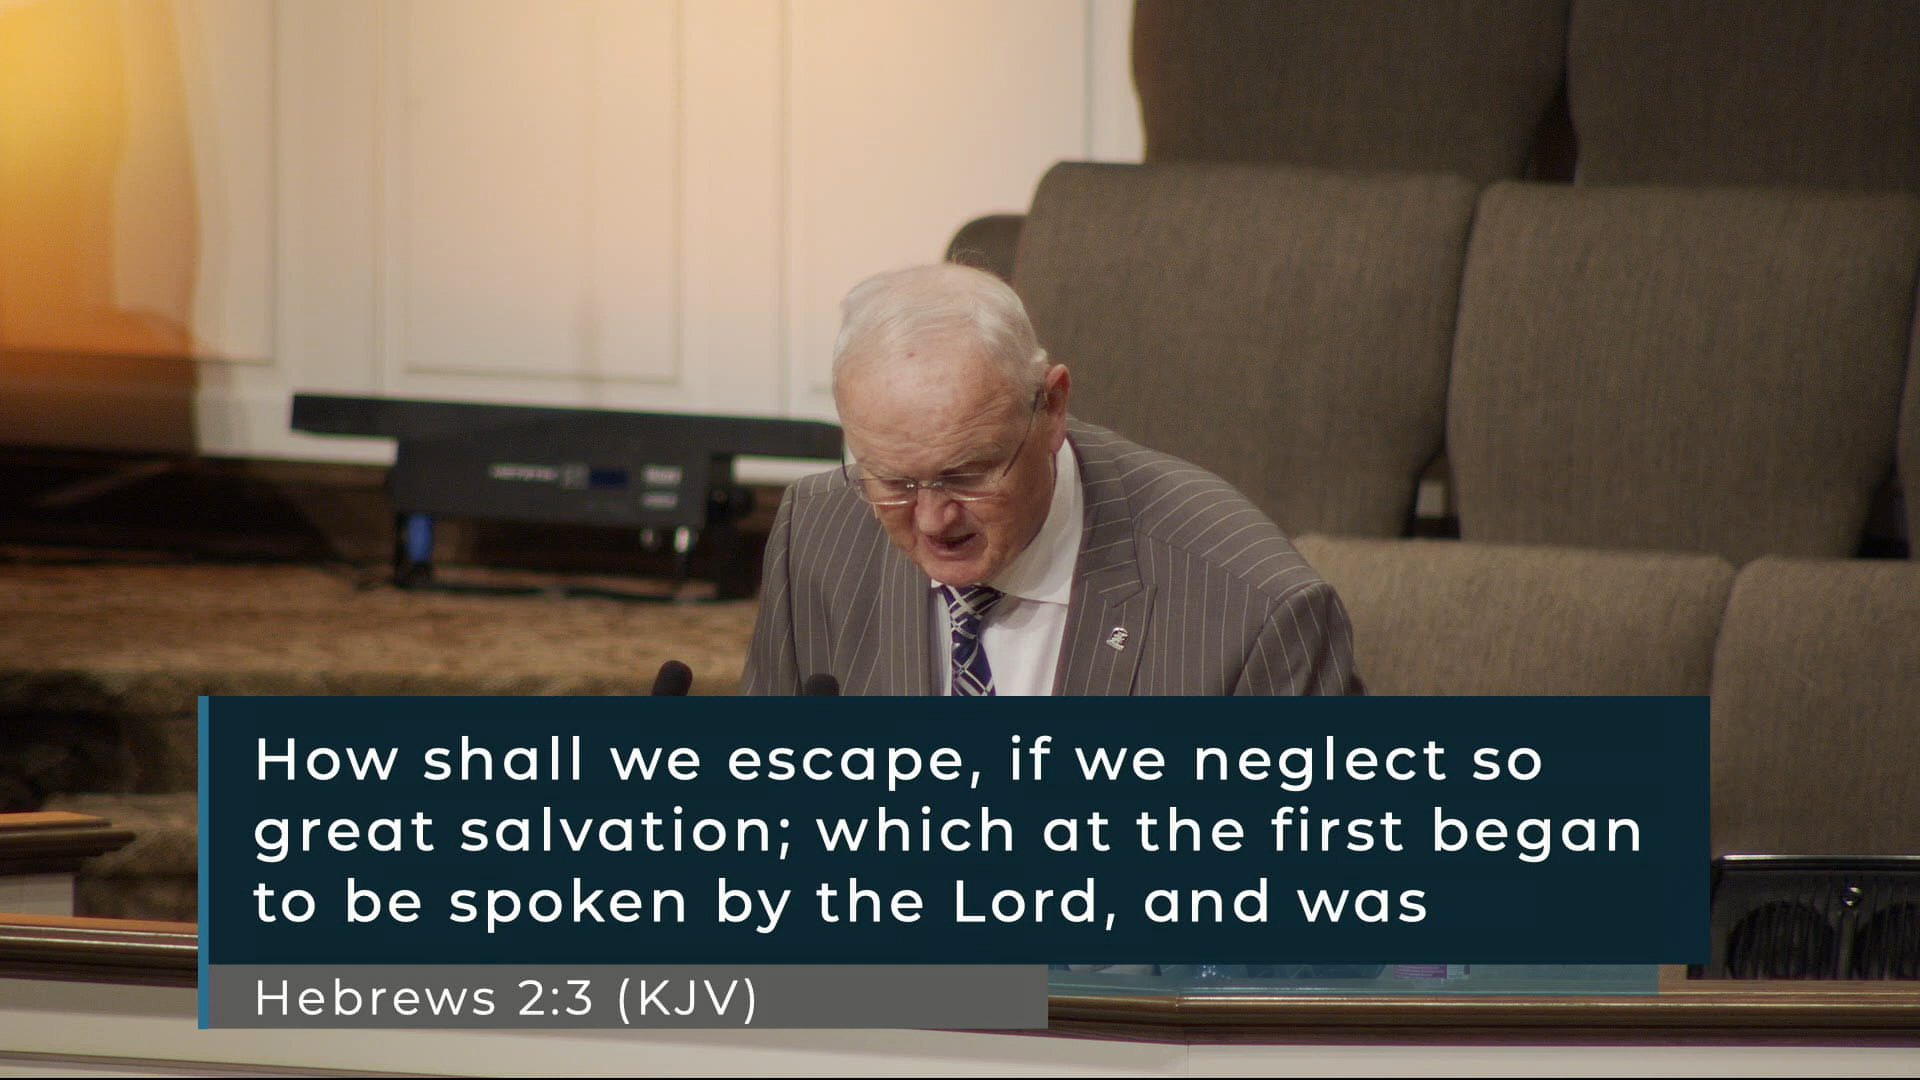 How shall we escape, if we neglect so
great salvation; which at the first began
to be spoken by the Lord, and was
Hebrews 2:3 (KJV)